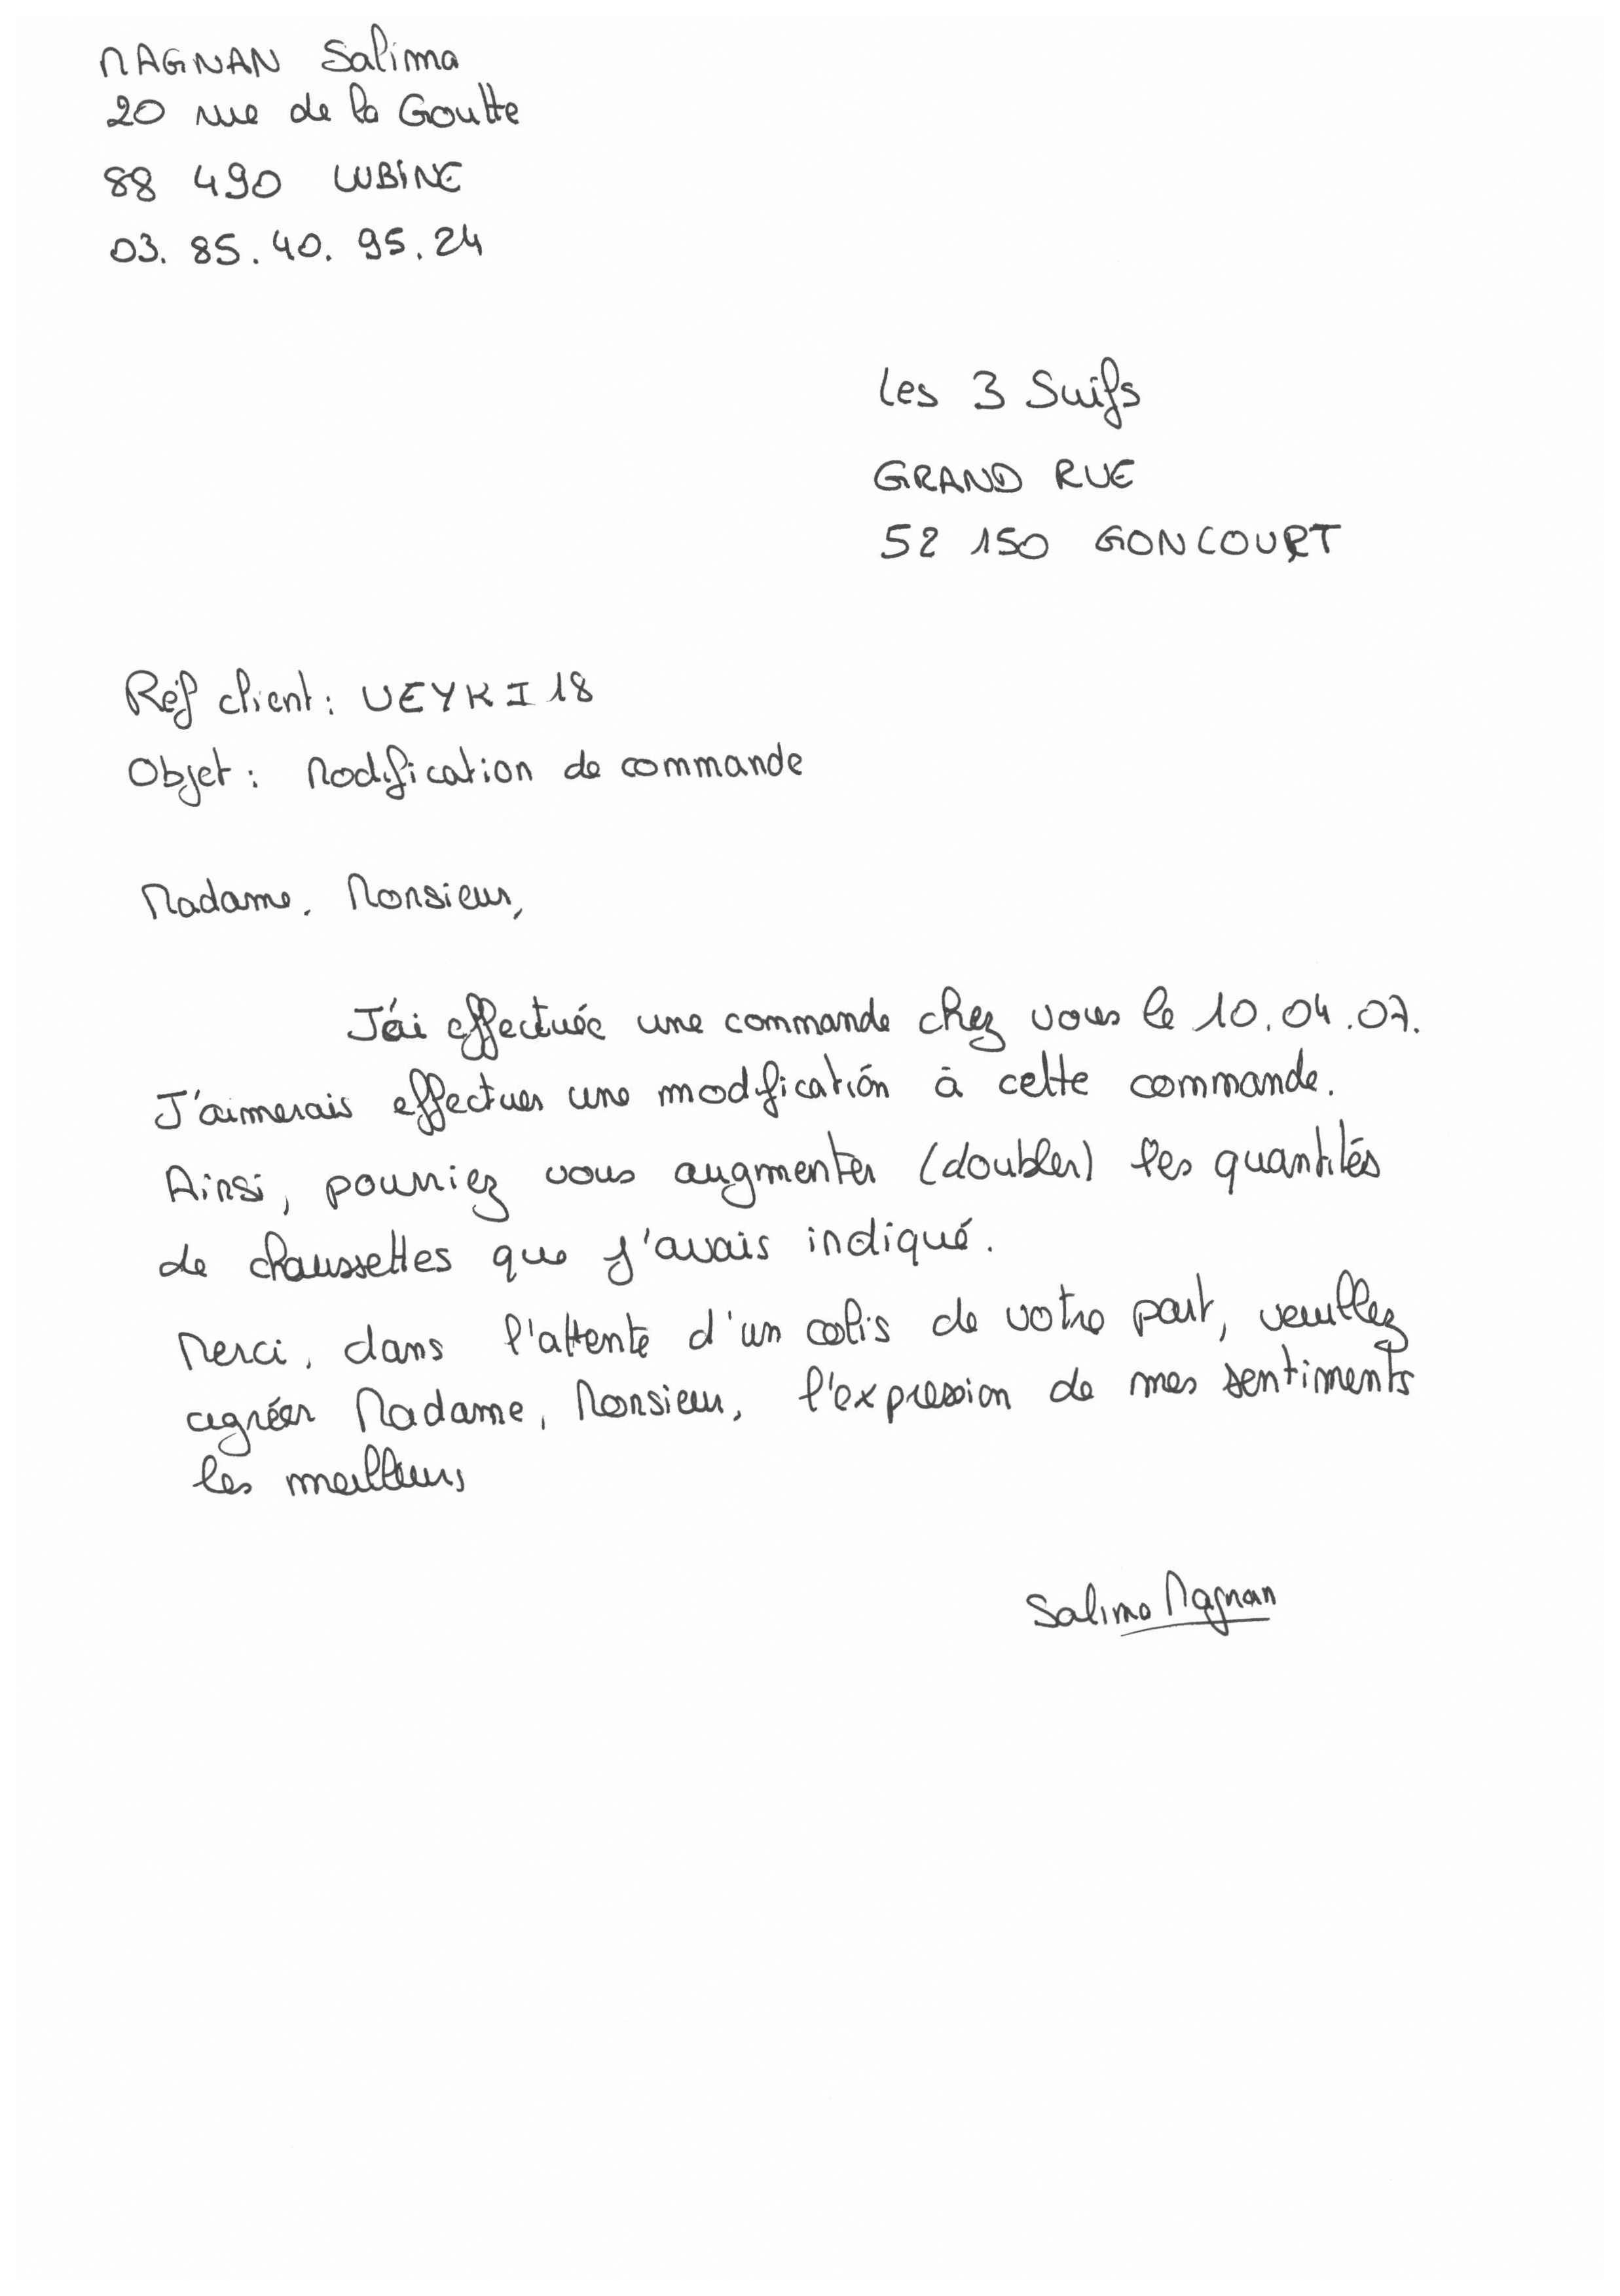 MAGNAN Salima
20 rue de la Goutte
88 490 LUBINE
03. 85. 40. 95. 24
Les 3 Suifs
GRAND RUE
52 150 GONCOURT
Réf client : UEYKI18
Objet : Modification de commande
Madame, Monsieur,
J'ai effectuée une commande chez vous le 10.04.07.
J'aimerais effectuer une modification à cette commande.
Ainsi, pourriez vous augmenter (doubler) les quantités
de chaussettes que j'avais indiqué.
Merci, dans l'attente d'un colis de votre part, veuillez
agréer Madame, Monsieur, l'expression de mes sentiments
les meilleurs
Salima Magnan